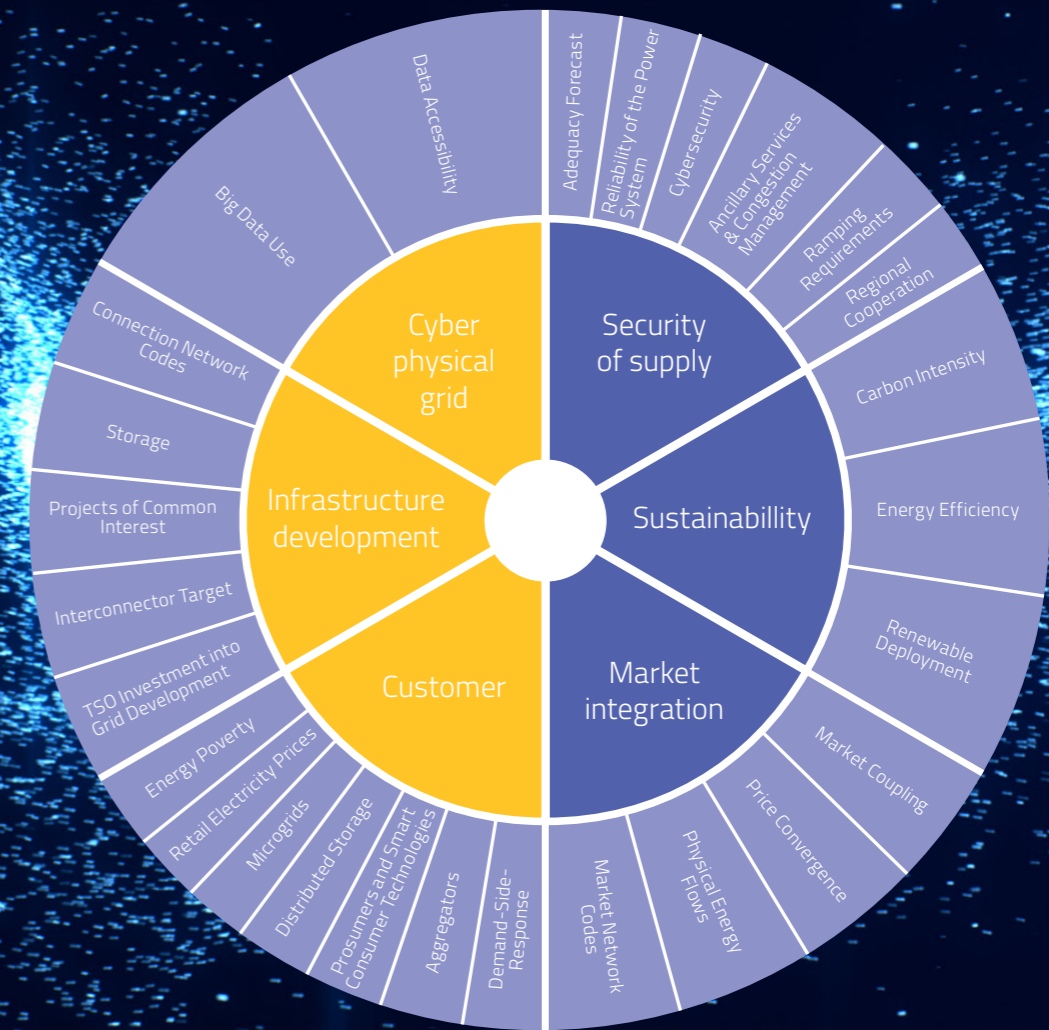 Cyber
physical
grid
Security
of supply
Sustainabillity
Market
integration
Customer
Infrastructure
development
Adequacy Forecast
Reliability of the Power
System
Cybersecurity
Ancillary Services
& Congestion
Management
Ramping
Requirements
Regional
Cooperation
Carbon Intensity
Energy Efficiency
Renewable
Deployment
Market Coupling
Price Convergence
Physical Energy
Flows
Market Network
Codes
Demand-Side-
Response
Aggregators
Prosumers and Smart
Consumer Technologies
Distributed Storage
Microgrids
Retail Electricity Prices
Energy Poverty
TSO Investment into
Grid Development
Interconnector Target
Projects of Common
Interest
Storage
Connection Network
Codes
Big Data Use
Data Accessibility